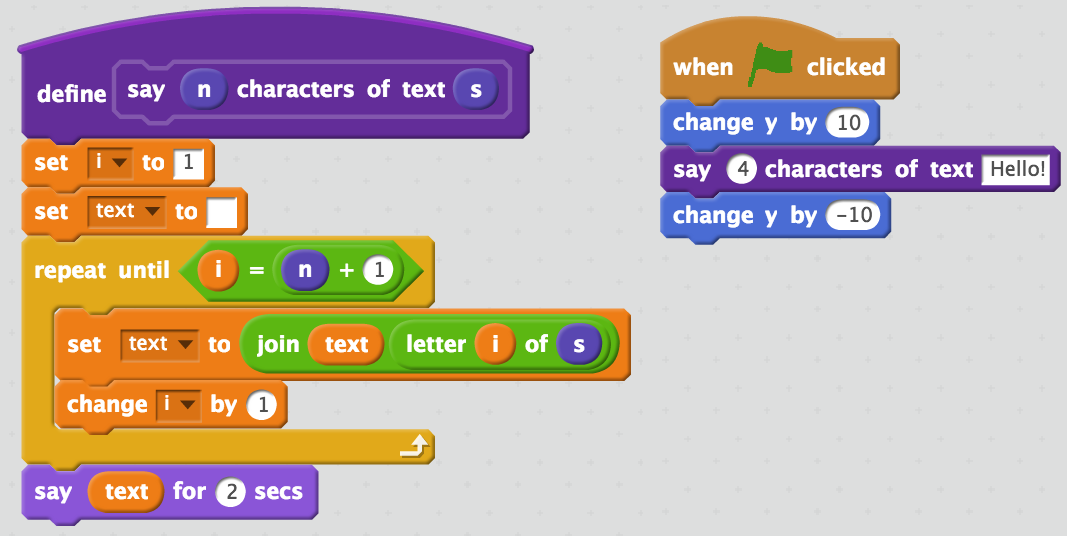 define say n characters of text s
set i to 1
set text to
repeat until i = n + 1
set text to join text letter i of s
change i by 1
say text for 2 secs
when clicked
change y by 10
say 4 characters of text Hello!
change y by -10